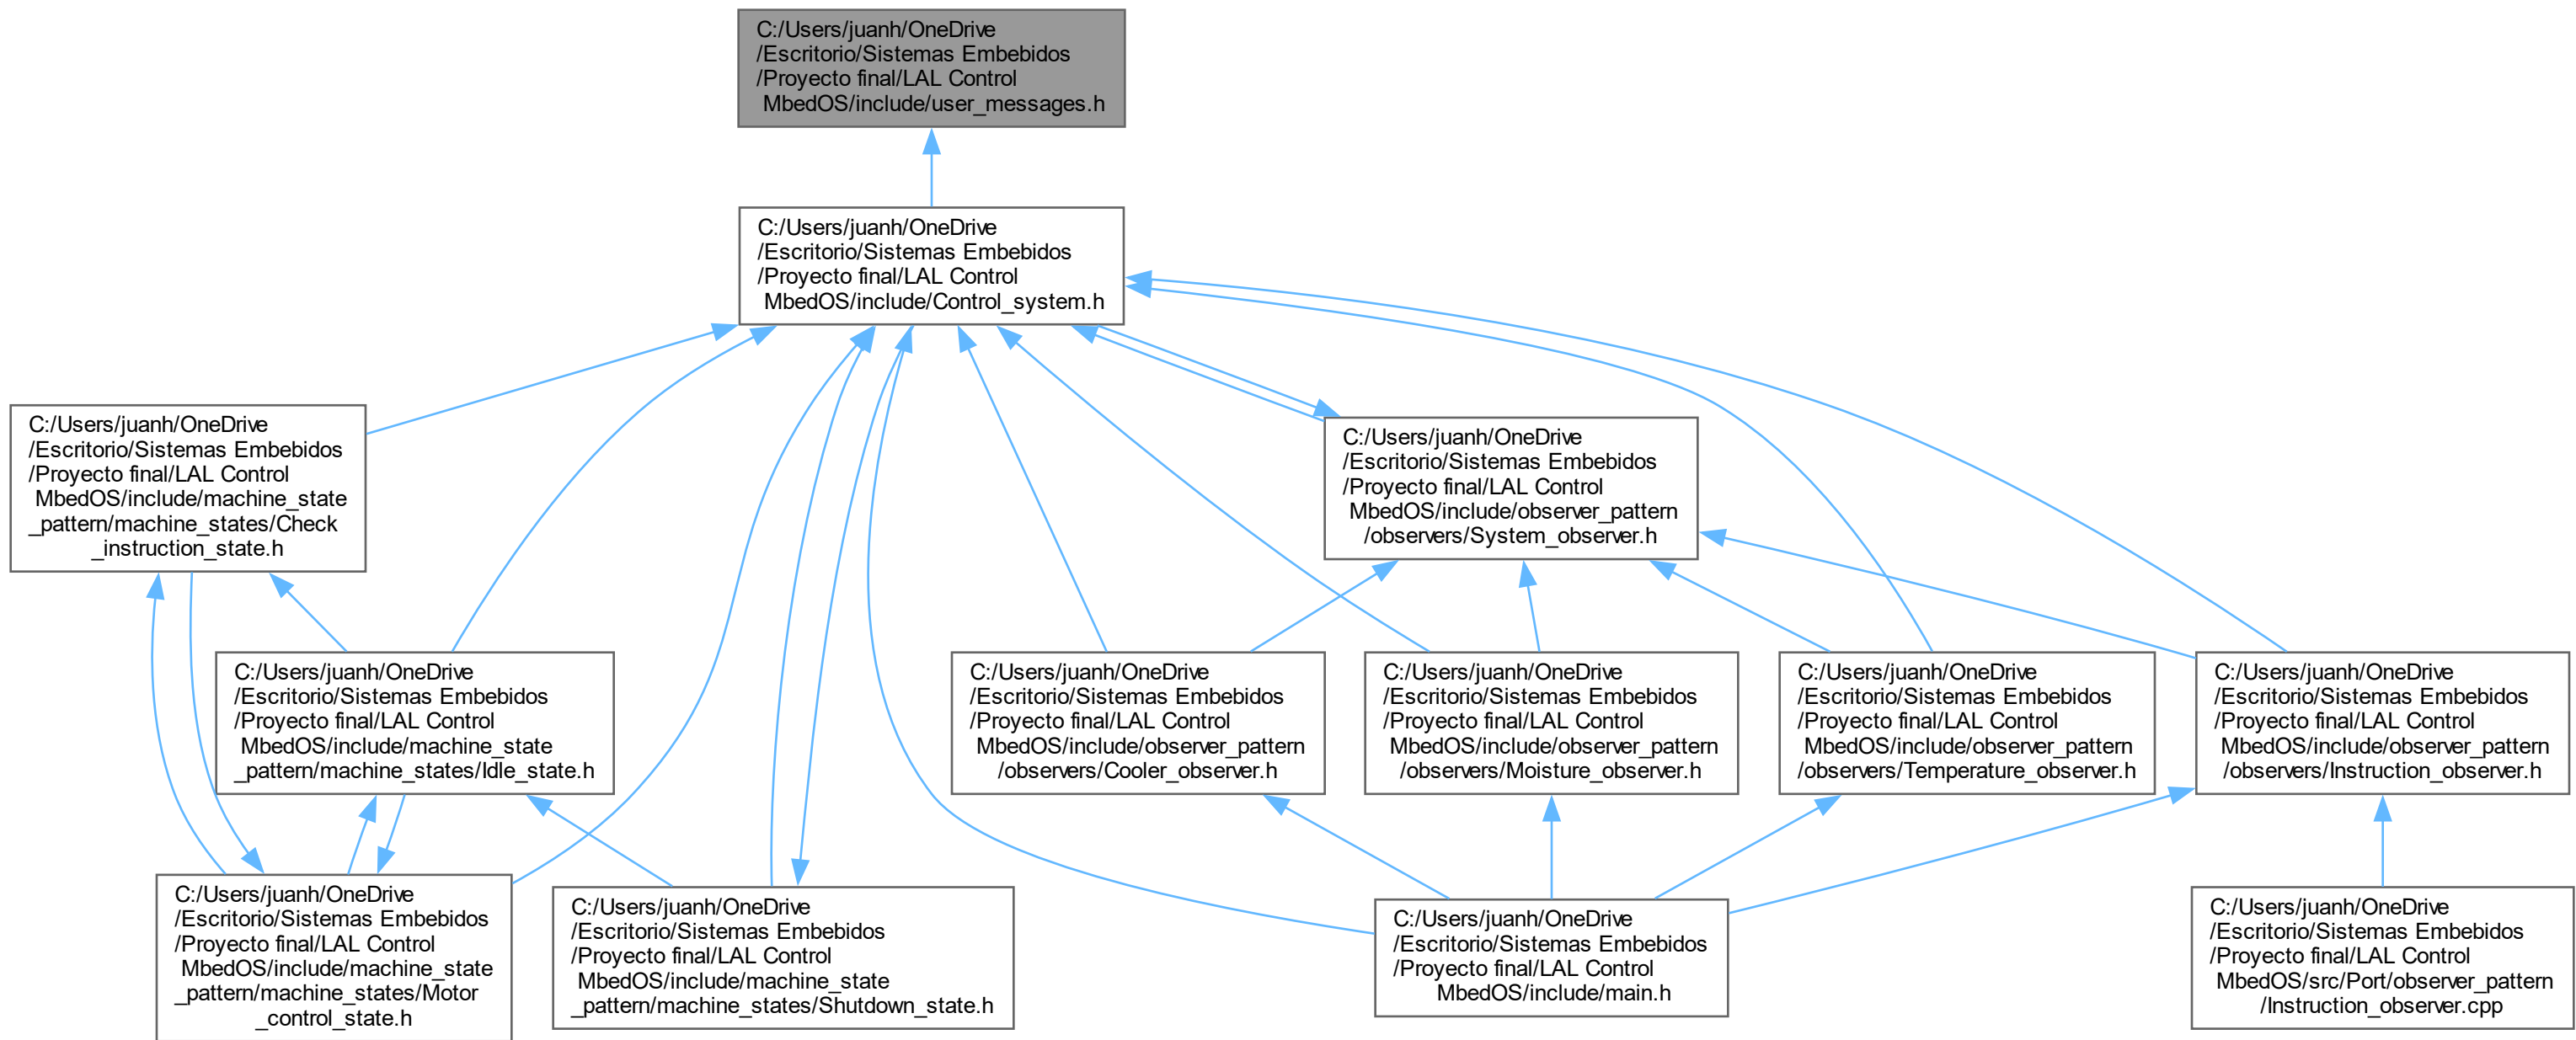 C:/Users/juanh/OneDrive
/Escritorio/Sistemas Embebidos
/Proyecto final/LAL Control
MbedOS/include/user_messages.h
C:/Users/juanh/OneDrive
/Escritorio/Sistemas Embebidos
/Proyecto final/LAL Control
MbedOS/include/Control_system.h
C:/Users/juanh/OneDrive
/Escritorio/Sistemas Embebidos
/Proyecto final/LAL Control
MbedOS/include/machine_state
_pattern/machine_states/Check
_instruction_state.h
C:/Users/juanh/OneDrive
/Escritorio/Sistemas Embebidos
/Proyecto final/LAL Control
MbedOS/include/observer_pattern
/observers/System_observer.h
C:/Users/juanh/OneDrive
/Escritorio/Sistemas Embebidos
/Proyecto final/LAL Control
MbedOS/include/machine_state
_pattern/machine_states/Idle_state.h
C:/Users/juanh/OneDrive
/Escritorio/Sistemas Embebidos
/Proyecto final/LAL Control
MbedOS/include/observer_pattern
/observers/Cooler_observer.h
C:/Users/juanh/OneDrive
/Escritorio/Sistemas Embebidos
/Proyecto final/LAL Control
MbedOS/include/observer_pattern
/observers/Moisture_observer.h
C:/Users/juanh/OneDrive
/Escritorio/Sistemas Embebidos
/Proyecto final/LAL Control
MbedOS/include/observer_pattern
/observers/Temperature_observer.h
C:/Users/juanh/OneDrive
/Escritorio/Sistemas Embebidos
/Proyecto final/LAL Control
MbedOS/include/observer_pattern
/observers/Instruction_observer.h
C:/Users/juanh/OneDrive
/Escritorio/Sistemas Embebidos
/Proyecto final/LAL Control
MbedOS/include/machine_state
_pattern/machine_states/Motor
_control_state.h
C:/Users/juanh/OneDrive
/Escritorio/Sistemas Embebidos
/Proyecto final/LAL Control
MbedOS/include/machine_state
_pattern/machine_states/Shutdown_state.h
C:/Users/juanh/OneDrive
/Escritorio/Sistemas Embebidos
/Proyecto final/LAL Control
MbedOS/include/main.h
C:/Users/juanh/OneDrive
/Escritorio/Sistemas Embebidos
/Proyecto final/LAL Control
MbedOS/src/Port/observer_pattern
/Instruction_observer.cpp